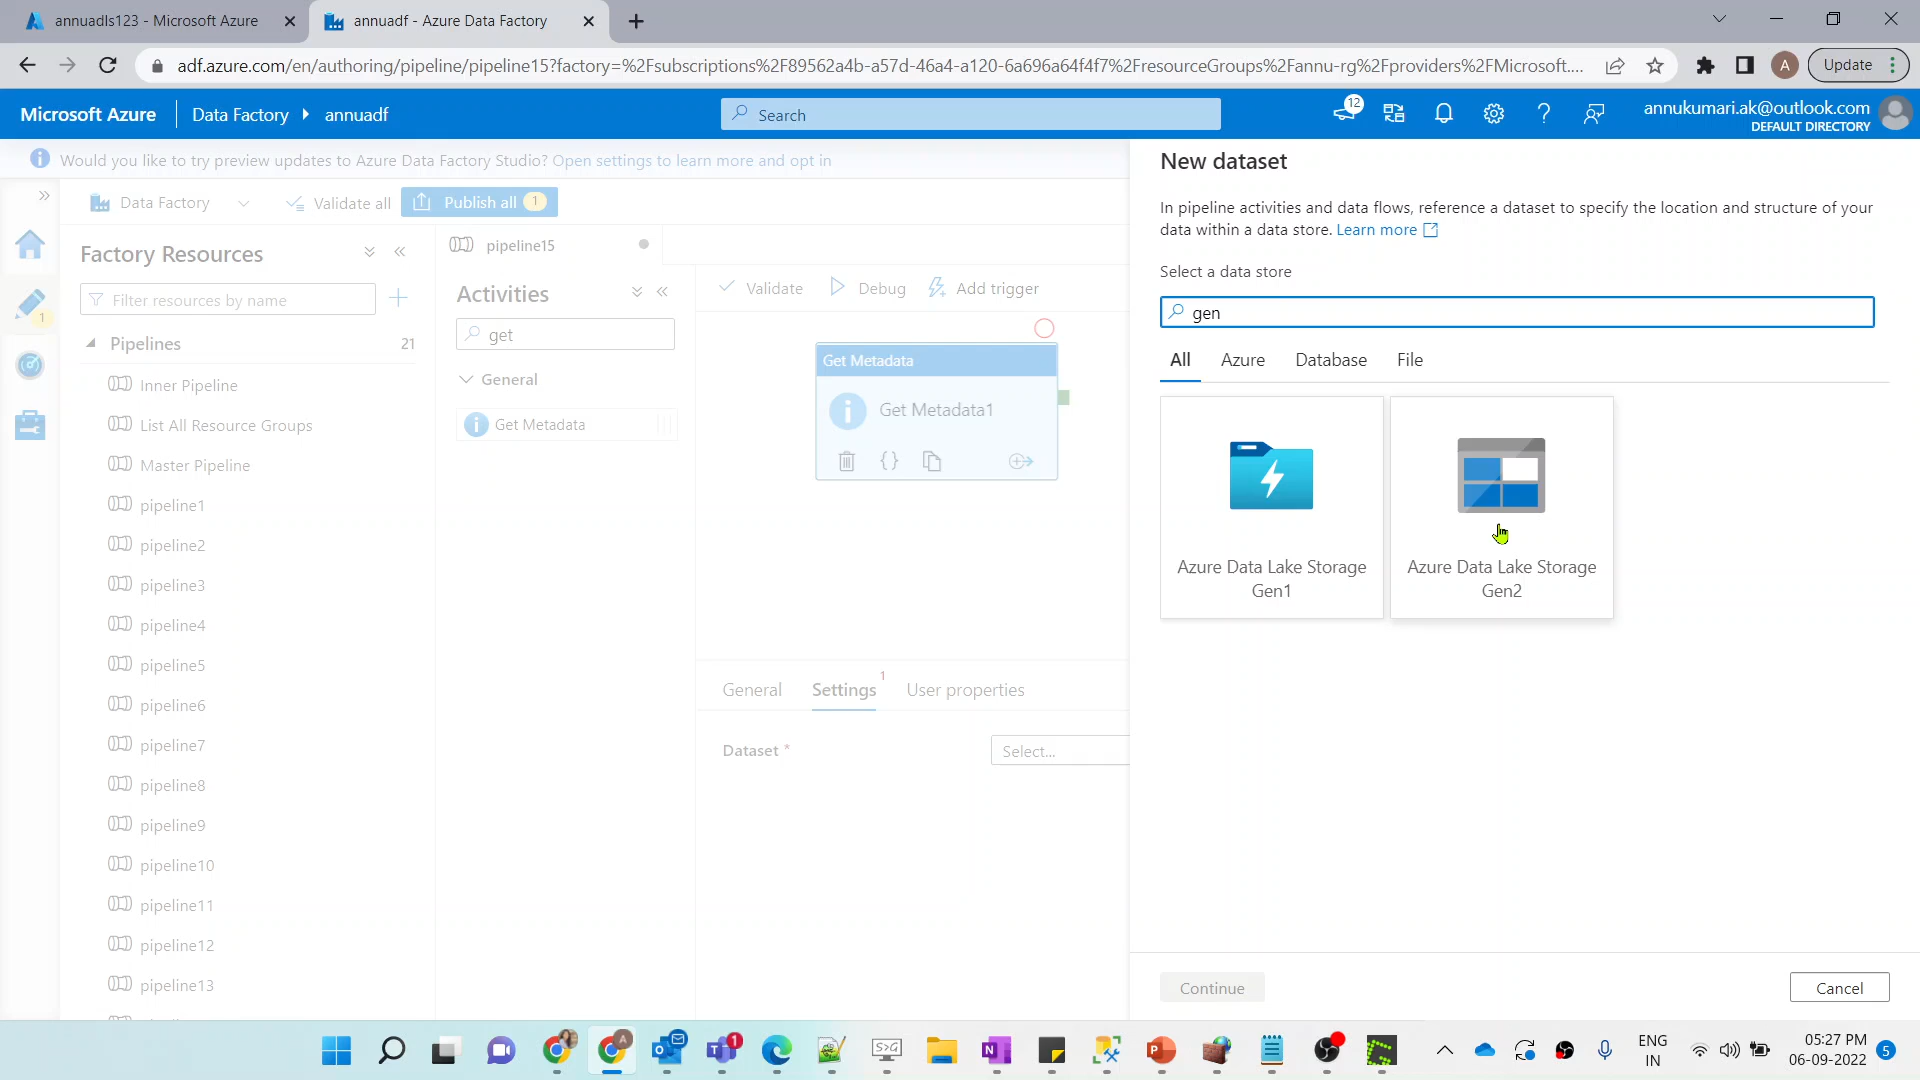 annuadls123 - Microsoft Azure
annuadf - Azure Data Factory
adf.azure.com/en/authoring/pipeline/pipeline15?factory=%2Fsubscriptions%2F89562a4b-a57d-46a4-a120-6a696a64f4f7%2FresourceGroups%2Fannu-rg%2Fproviders%2FMicrosoft....
A
Update
Microsoft Azure
Data Factory
annuadf
Search
12
annukumari.ak@outlook.com
DEFAULT DIRECTORY
Would you like to try preview updates to Azure Data Factory Studio? Open settings to learn more and opt in
Data Factory
Validate all
Publish all 1
1
Factory Resources
Filter resources by name
Pipelines 21
Inner Pipeline
List All Resource Groups
Master Pipeline
pipeline1
pipeline2
pipeline3
pipeline4
pipeline5
pipeline6
pipeline7
pipeline8
pipeline9
pipeline10
pipeline11
pipeline12
pipeline13
pipeline15
Activities
get
General
Get Metadata
Validate
Debug
Add trigger
Get Metadata
Get Metadata1
General
Settings 1
User properties
Dataset *
Select...
New dataset
In pipeline activities and data flows, reference a dataset to specify the location and structure of your
data within a data store. Learn more
Select a data store
gen
All
Azure
Database
File
Azure Data Lake Storage
Gen1
Azure Data Lake Storage
Gen2
Continue
Cancel
A
1
S>G
N
P
ENG
IN
05:27 PM
06-09-2022
5